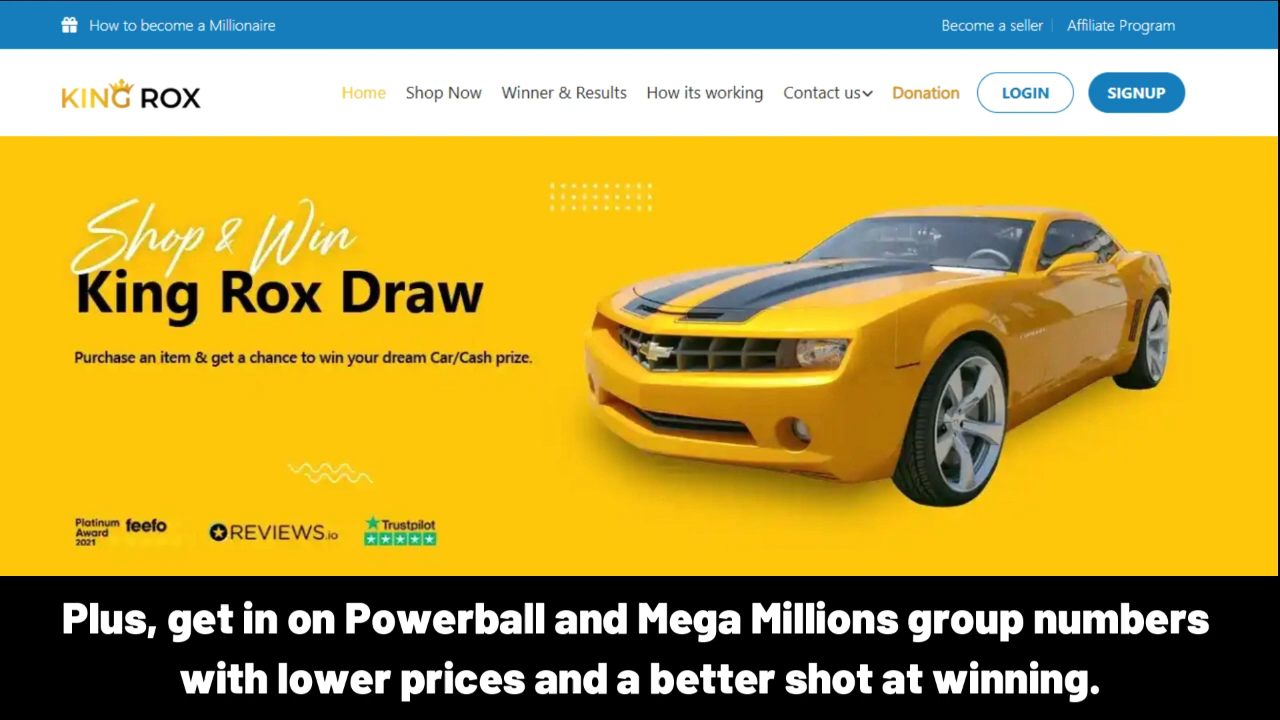 How to become a Millionaire
Become a seller
Affiliate Program
KING ROX
Home
Shop Now
Winner & Results
How its working
Contact us
Donation
LOGIN
SIGNUP
Shop & Win
King Rox Draw
Purchase an item & get a chance to win your dream Car/Cash prize.
Platinum
Award
2021
feefo
REVIEWS.io
Trustpilot
Plus, get in on Powerball and Mega Millions group numbers
with lower prices and a better shot at winning.